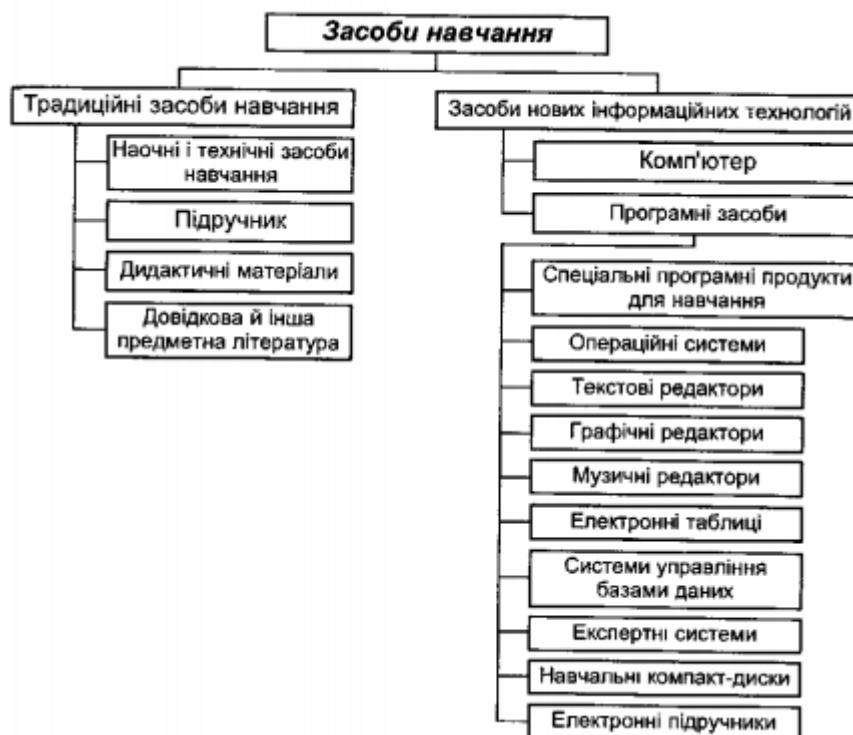 Засоби навчання
Традиційні засоби навчання
Наочні і технічні засоби
навчання
Підручник
Дидактичні матеріали
Довідкова й інша
предметна література
Засоби нових інформаційних технологій
Комп'ютер
Програмні засоби
Спеціальні програмні продукти
для навчання
Операційні системи
Текстові редактори
Графічні редактори
Музичні редактори
Електронні таблиці
Системи управління
базами даних
Експертні системи
Навчальні компакт-диски
Електронні підручники